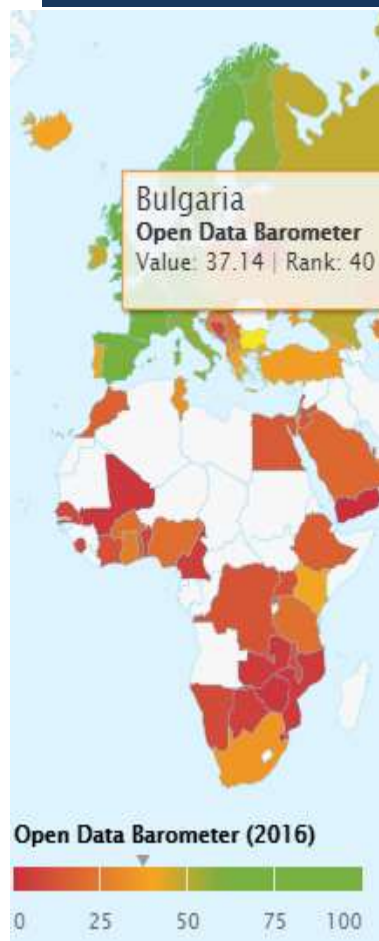 Bulgaria
Open Data Barometer
Value: 37.14 | Rank: 40
Open Data Barometer (2016)
0 25 50 75 100